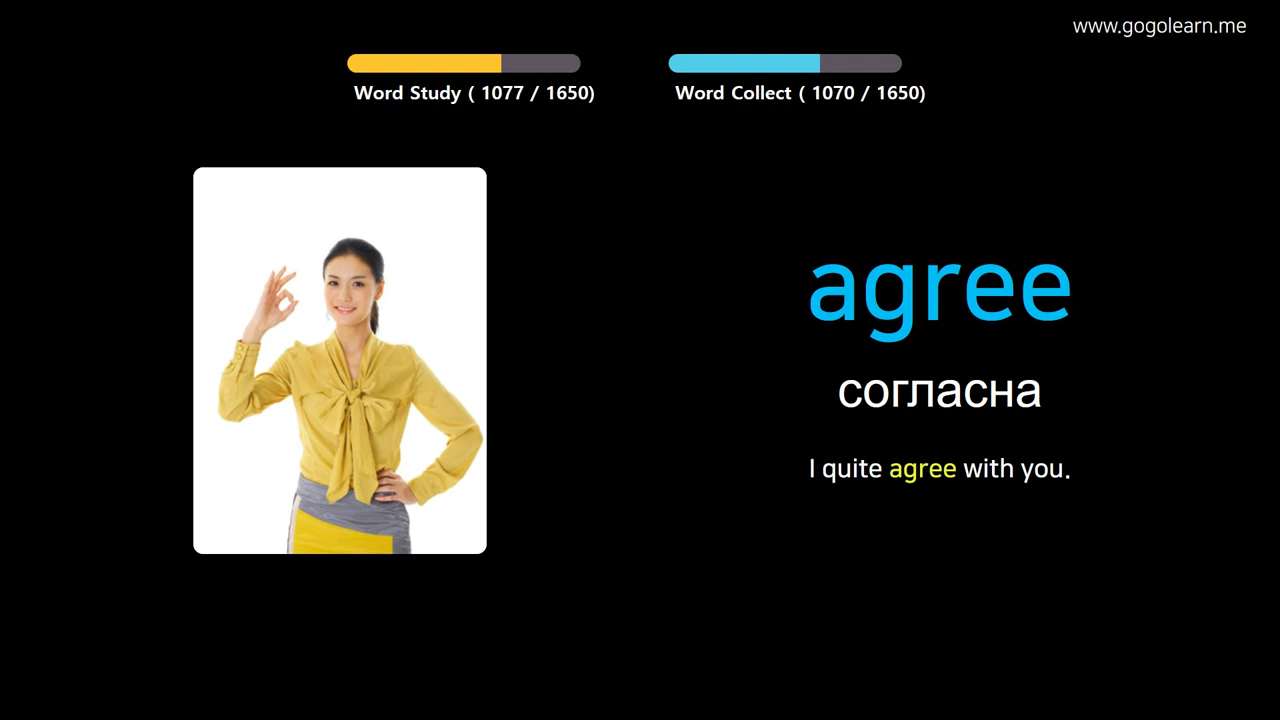 www.gogolearn.me
Word Study ( 1077 / 1650)
Word Collect ( 1070 / 1650)
agree
согласна
I quite agree with you.